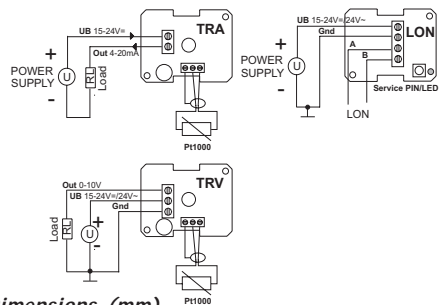 UB 15-24V=
TRA
Out 4-20mA
+
POWER
SUPPLY
U
RL
Load
-
Pt1000
UB 15-24V=/24V~
Gnd
LON
+
A
POWER
SUPPLY
U
B
-
Service PIN/LED
LON
TRV
Out 0-10V
UB 15-24V=/24V~
Gnd
Load
RL
+
U
-
Pt1000
imensions (mm)